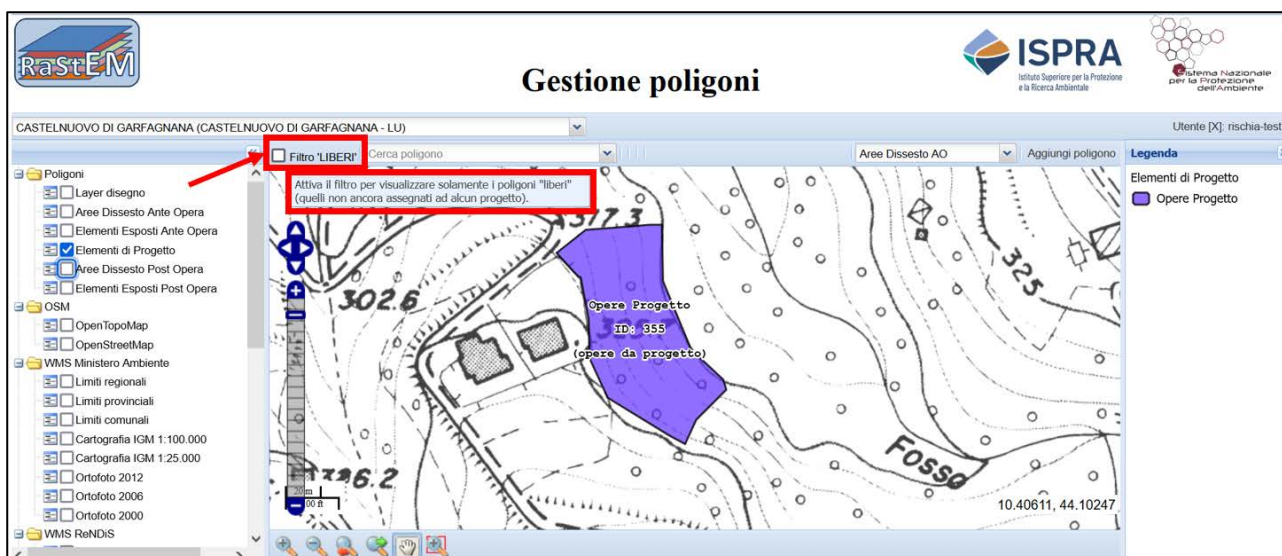 RaStEM
Gestione poligoni
ISPRA
Istituto Superiore per la Protezione
e la Ricerca Ambientale
Sistema Nazionale
per la Protezione
dell'Ambiente
CASTELNUOVO DI GARFAGNANA (CASTELNUOVO DI GARFAGNANA - LU)
Utente [X]: rischia-test
Filtro 'LIBERI'
Cerca poligono
Aree Dissesto AO
Aggiungi poligono
Legenda
Attiva il filtro per visualizzare solamente i poligoni "liberi"
(quelli non ancora assegnati ad alcun progetto).
Poligoni
Layer disegno
Aree Dissesto Ante Opera
Elementi Esposti Ante Opera
Elementi di Progetto
Aree Dissesto Post Opera
Elementi Esposti Post Opera
OSM
OpenTopoMap
OpenStreetMap
WMS Ministero Ambiente
Limiti regionali
Limiti provinciali
Limiti comunali
Cartografia IGM 1:100.000
Cartografia IGM 1:25.000
Ortofoto 2012
Ortofoto 2006
Ortofoto 2000
WMS ReNDiS
302.6
Opere Progetto
ID: 355
(opere da progetto)
325
Fosso
20 m
10.40611, 44.10247
Elementi di Progetto
Opere Progetto